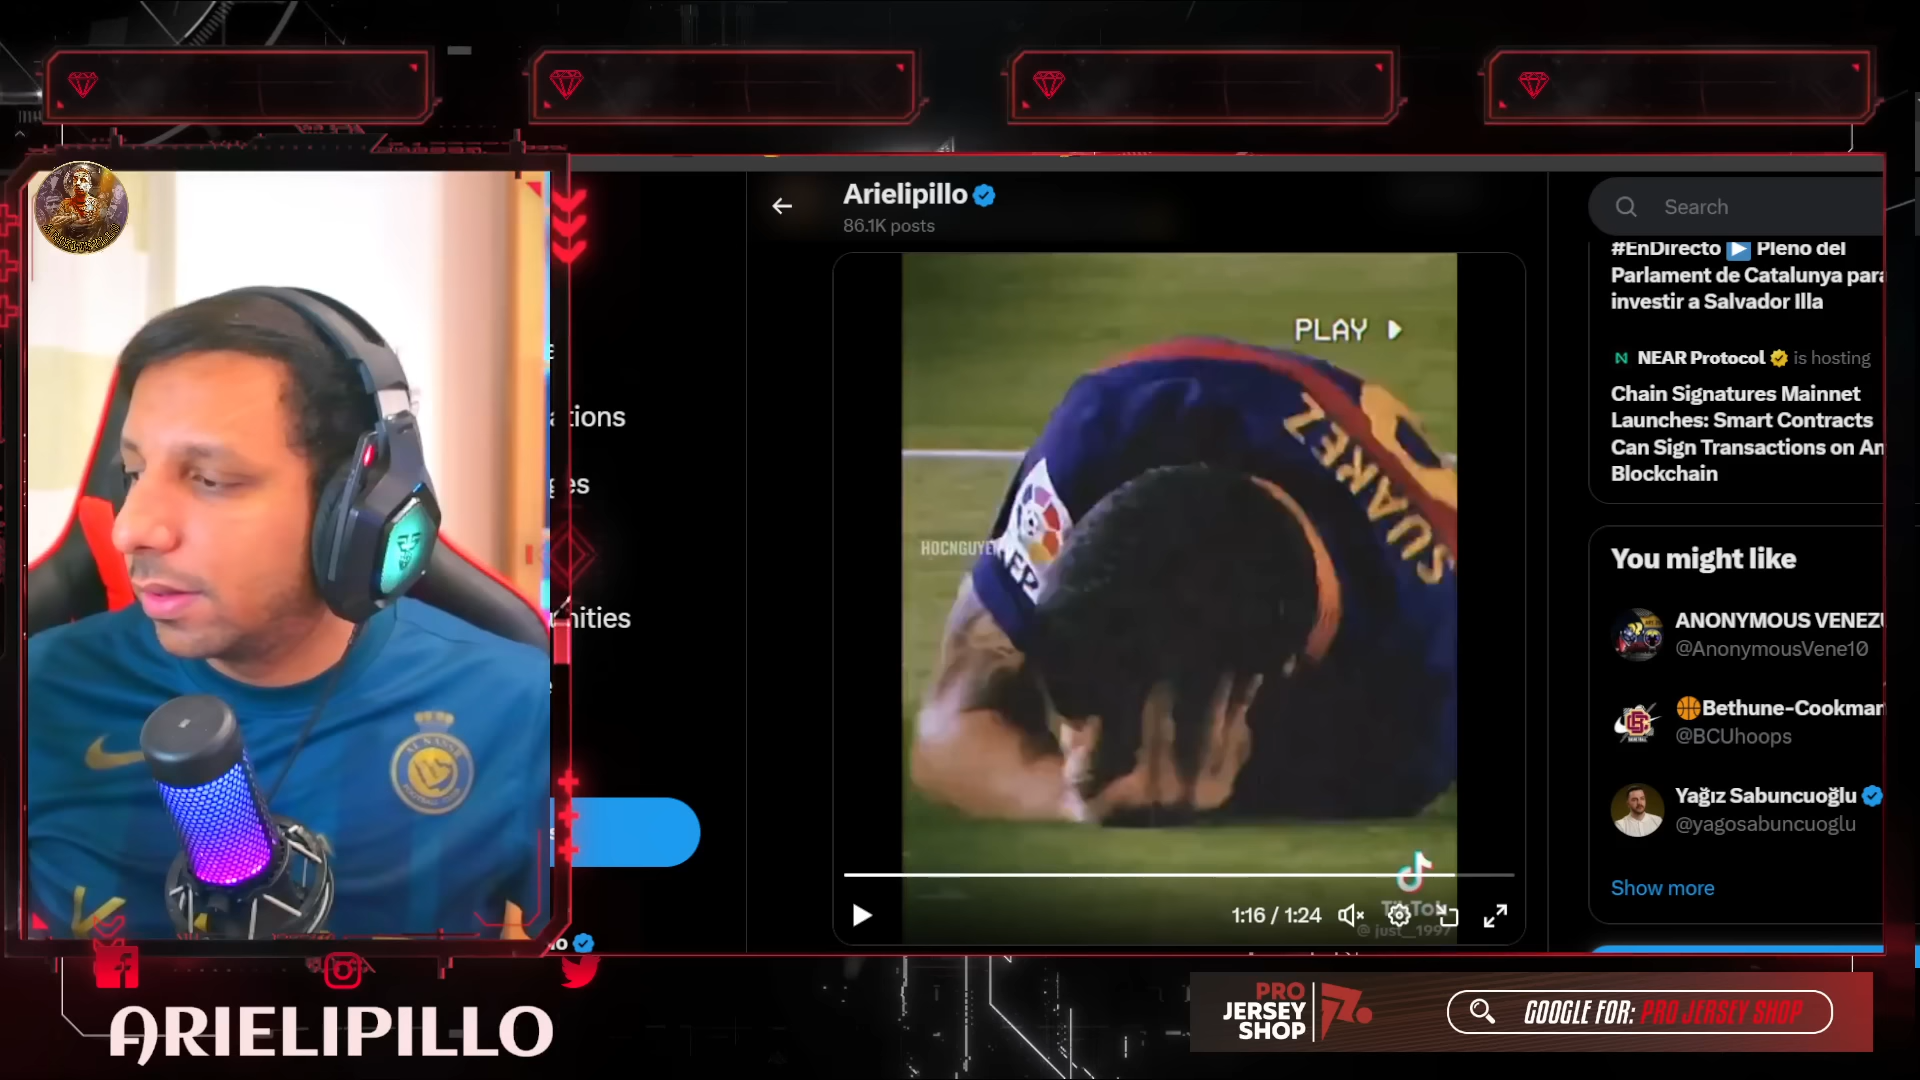 Arielipillo
86.1K posts
Search
#EnDirecto ▶ Pleno del
Parlament de Catalunya para
investir a Salvador Illa
NEAR Protocol is hosting
Chain Signatures Mainnet
Launches: Smart Contracts
Can Sign Transactions on An
Blockchain
You might like
ANONYMOUS VENEZU
@AnonymousVene10
Bethune-Cookman
@BCUhoops
Yağız Sabuncuoğlu
@yagosabuncuoglu
Show more
tions
es
nities
PLAY
SUAREZ
HOCNGUYE
1:16 / 1:24
TikTok
@just__1997
ARIELIPILLO
PRO
JERSEY
SHOP
GOOGLE FOR: PRO JERSEY SHOP